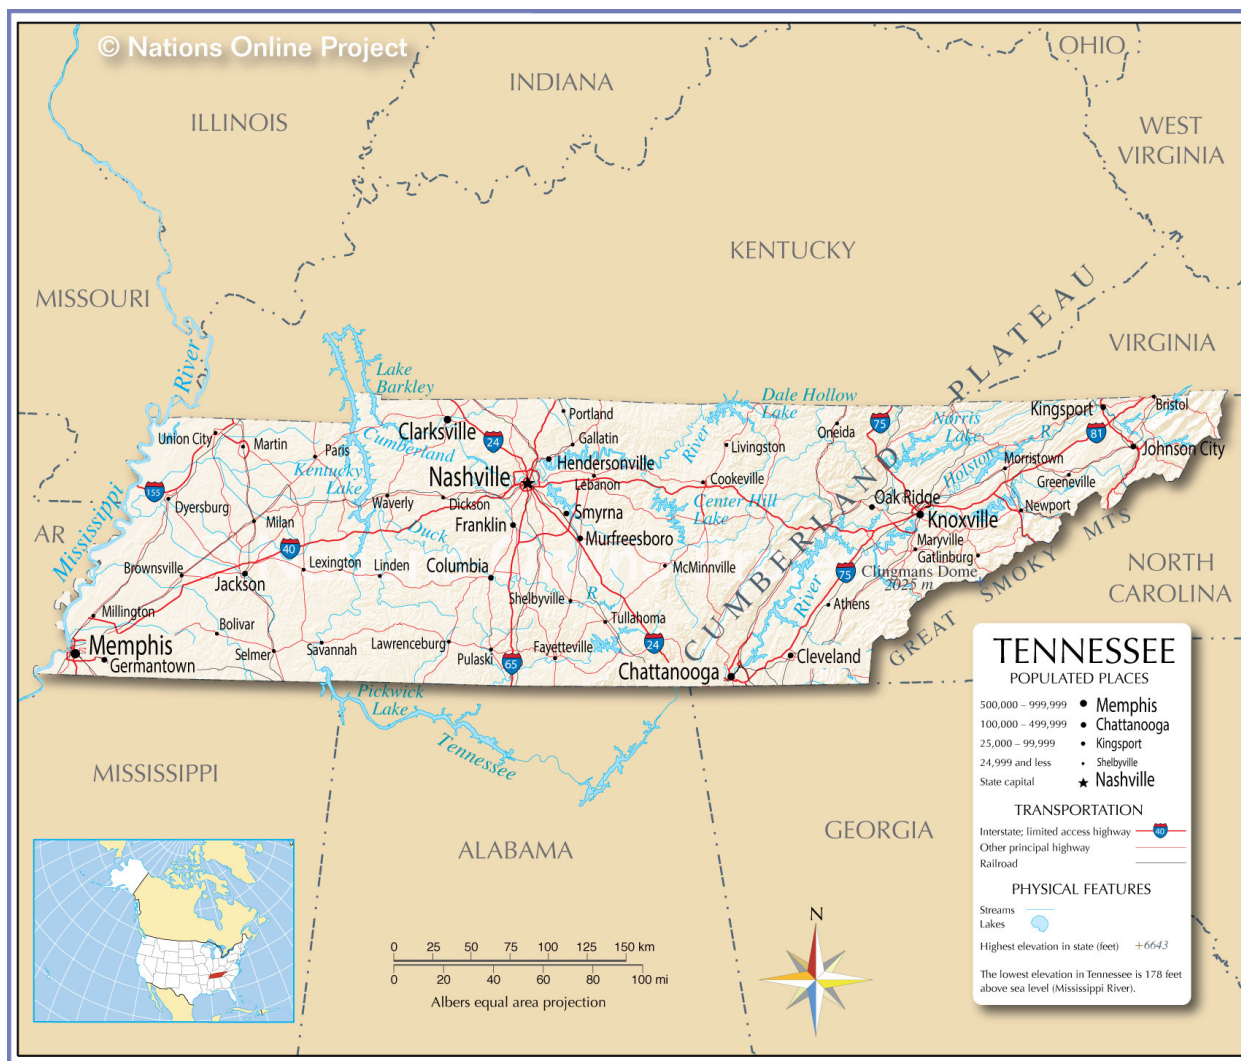 © Nations Online Project
OHIO
INDIANA
ILLINOIS
WEST
VIRGINIA
KENTUCKY
MISSOURI
VIRGINIA
PLATEAU
CUMBERLAND
River
Mississippi
Lake
Barkley
Dale Hollow
Lake
Portland
Clarksville
24
Gallatin
River
Livingston
Oneida
75
Norris
Lake
Kingsport
Bristol
R.
81
Johnson City
Union City
Martin
Paris
Cumberland
Kentucky
Lake
Nashville
Hendersonville
Lebanon
Cookeville
Holston
Morristown
Greeneville
155
Dyersburg
Waverly
Dickson
Center Hill
Lake
Oak Ridge
Newport
AR
Milan
Duck
Franklin
Smyrna
Knoxville
40
Murfreesboro
Maryville
Gatlinburg
Brownsville
Jackson
Lexington
Linden
Columbia
McMinnville
75
Clingmans Dome
2025 m
GREAT SMOKY MTS
NORTH
CAROLINA
Millington
Shelbyville
R.
River
Athens
Bolivar
Tullahoma
Memphis
Germantown
Selmer
Savannah
Lawrenceburg
Pulaski
65
Fayetteville
24
Chattanooga
Cleveland
Pickwick
Lake
Tennessee
MISSISSIPPI
ALABAMA
GEORGIA
TENNESSEE
POPULATED PLACES
500,000 – 999,999 Memphis
100,000 – 499,999 Chattanooga
25,000 – 99,999 Kingsport
24,999 and less Shelbyville
State capital Nashville
TRANSPORTATION
Interstate; limited access highway 40
Other principal highway
Railroad
PHYSICAL FEATURES
Streams
Lakes
Highest elevation in state (feet) +6643
The lowest elevation in Tennessee is 178 feet
above sea level (Mississippi River).
N
0 25 50 75 100 125 150 km
0 20 40 60 80 100 mi
Albers equal area projection